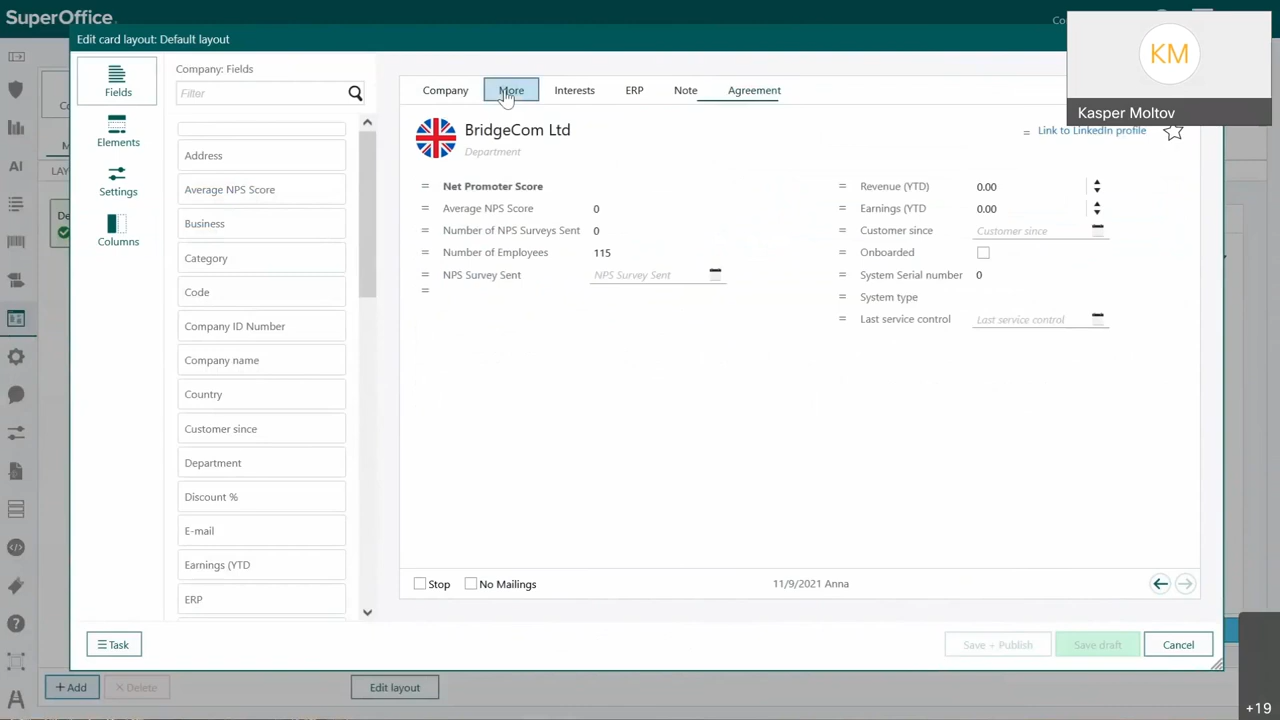 SuperOffice.
Co
Edit card layout: Default layout
KM
Kasper Moltov
Fields
Elements
Settings
Columns
Company: Fields
Filter
Address
Average NPS Score
Business
Category
Code
Company ID Number
Company name
Country
Customer since
Department
Discount %
E-mail
Earnings (YTD
ERP
Company
More
Interests
ERP
Note
Agreement
BridgeCom Ltd
Department
Link to LinkedIn profile
Net Promoter Score
Average NPS Score 0
Number of NPS Surveys Sent 0
Number of Employees 115
NPS Survey Sent NPS Survey Sent
Revenue (YTD) 0.00
Earnings (YTD 0.00
Customer since Customer since
Onboarded
System Serial number 0
System type
Last service control Last service control
Stop
No Mailings
11/9/2021 Anna
Task
Save + Publish
Save draft
Cancel
+ Add
× Delete
Edit layout
+19
AI
Co
M
LAY
De